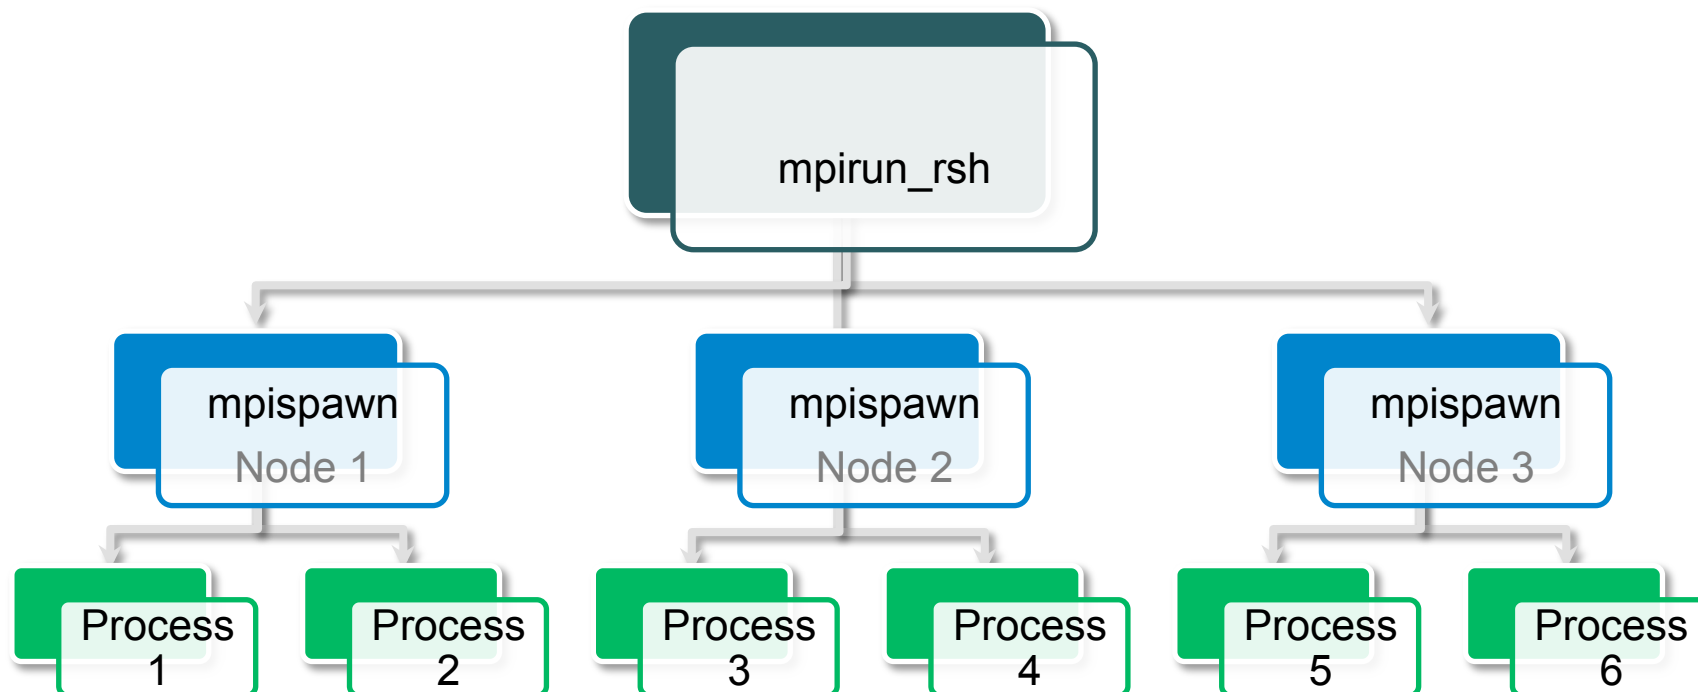 mpirun_rsh
mpispawn
Node 1
mpispawn
Node 2
mpispawn
Node 3
Process
1
Process
2
Process
3
Process
4
Process
5
Process
6